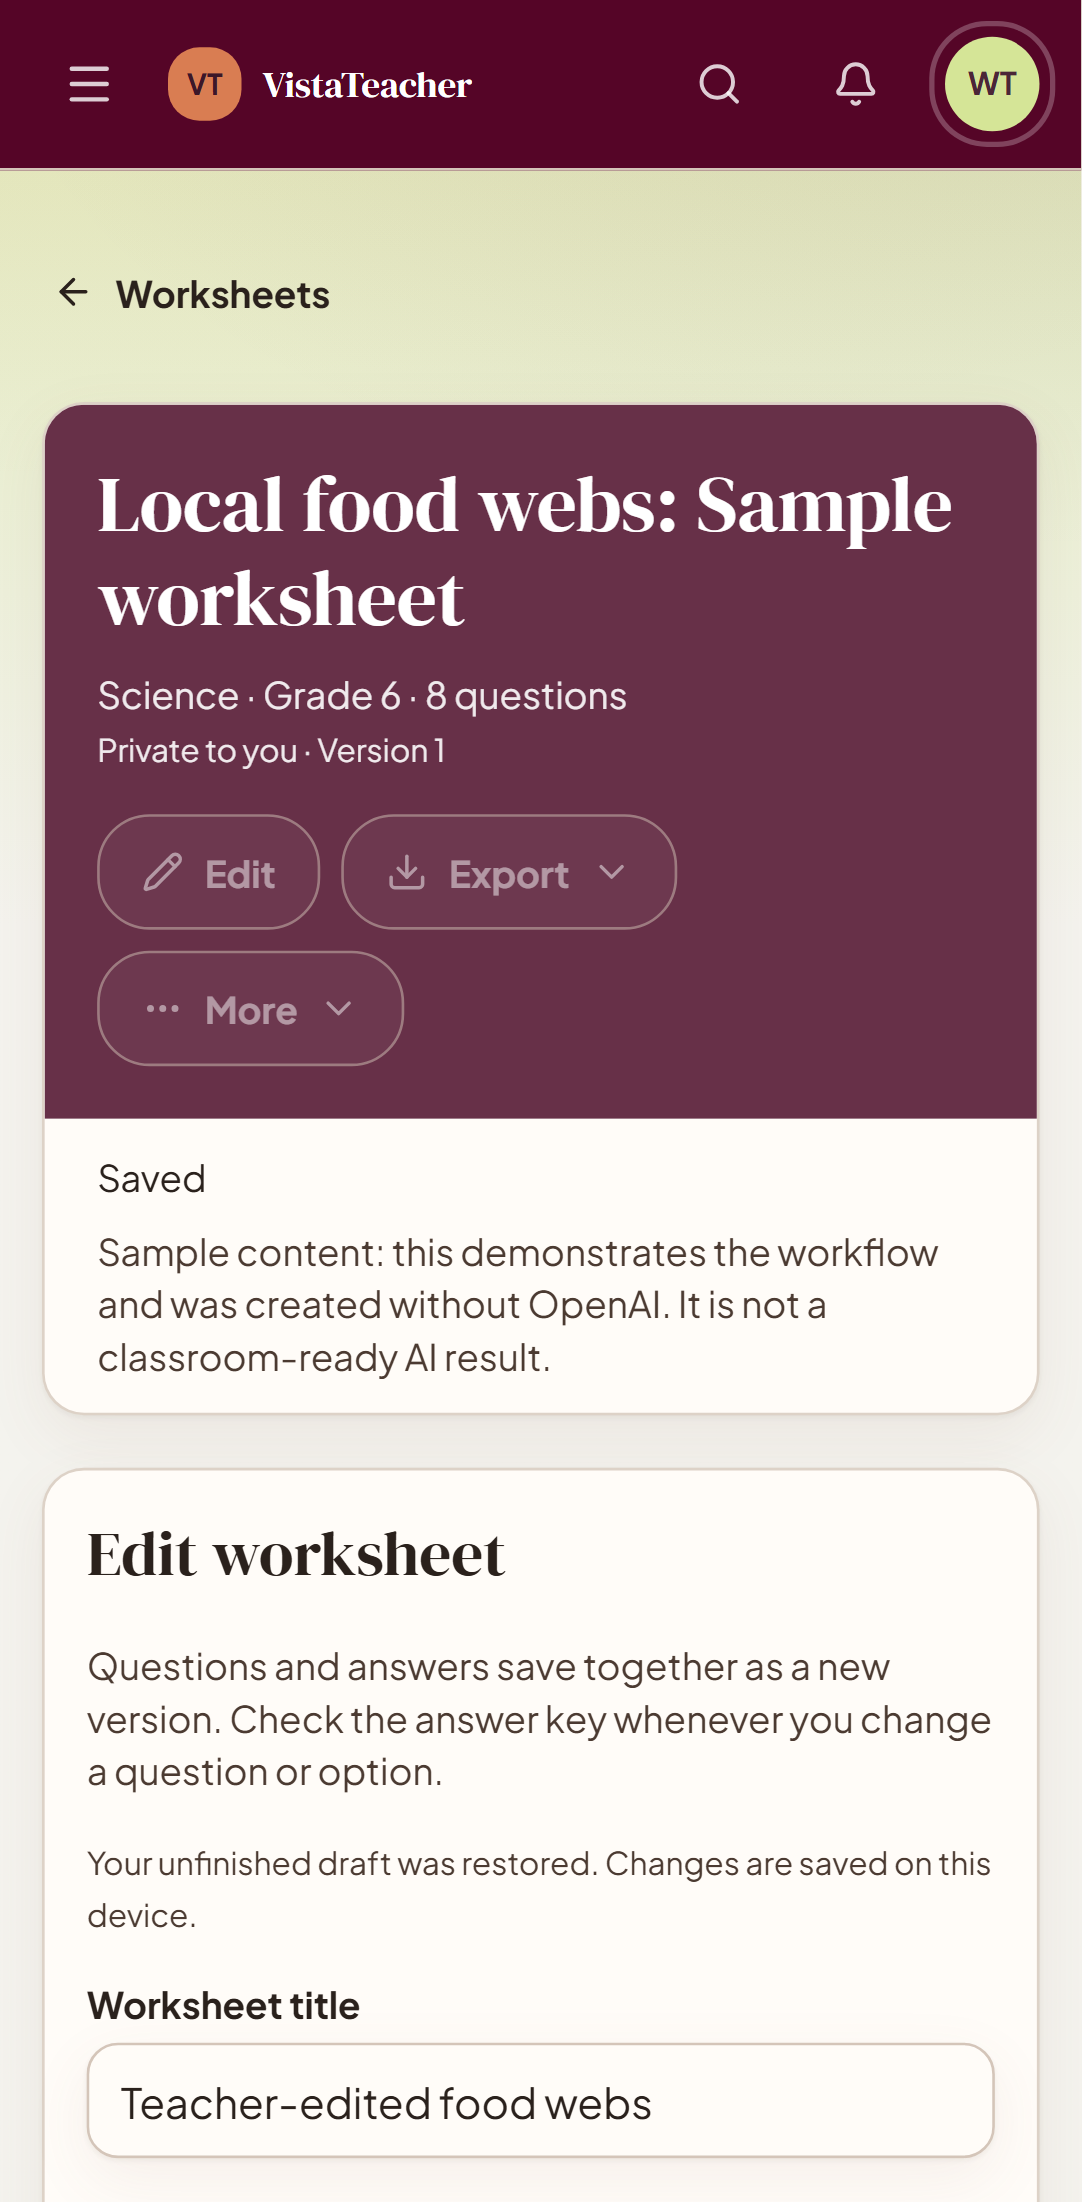 VT VistaTeacher WT
Worksheets
Local food webs: Sample
worksheet
Science · Grade 6 · 8 questions
Private to you · Version 1
Edit Export
More
Saved
Sample content: this demonstrates the workflow
and was created without OpenAI. It is not a
classroom-ready AI result.
Edit worksheet
Questions and answers save together as a new
version. Check the answer key whenever you change
a question or option.
Your unfinished draft was restored. Changes are saved on this
device.
Worksheet title
Teacher-edited food webs